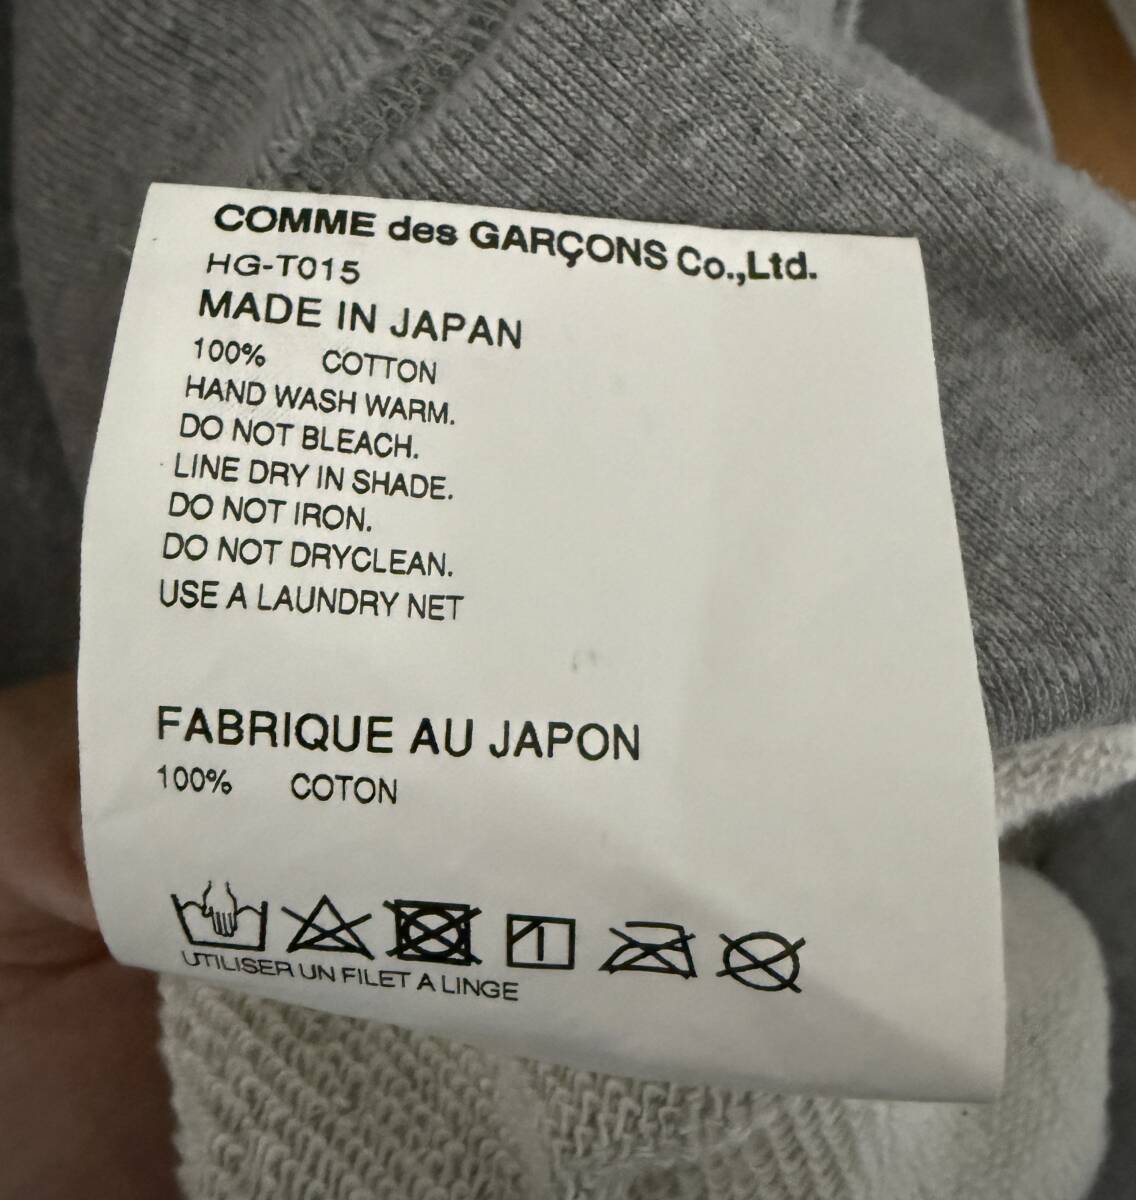 COMME des GARÇONS Co.,Ltd.
HG-T015
MADE IN JAPAN
100% COTTON
HAND WASH WARM.
DO NOT BLEACH.
LINE DRY IN SHADE.
DO NOT IRON.
DO NOT DRYCLEAN.
USE A LAUNDRY NET
FABRIQUE AU JAPON
100% COTON
UTILISER UN FILET A LINGE